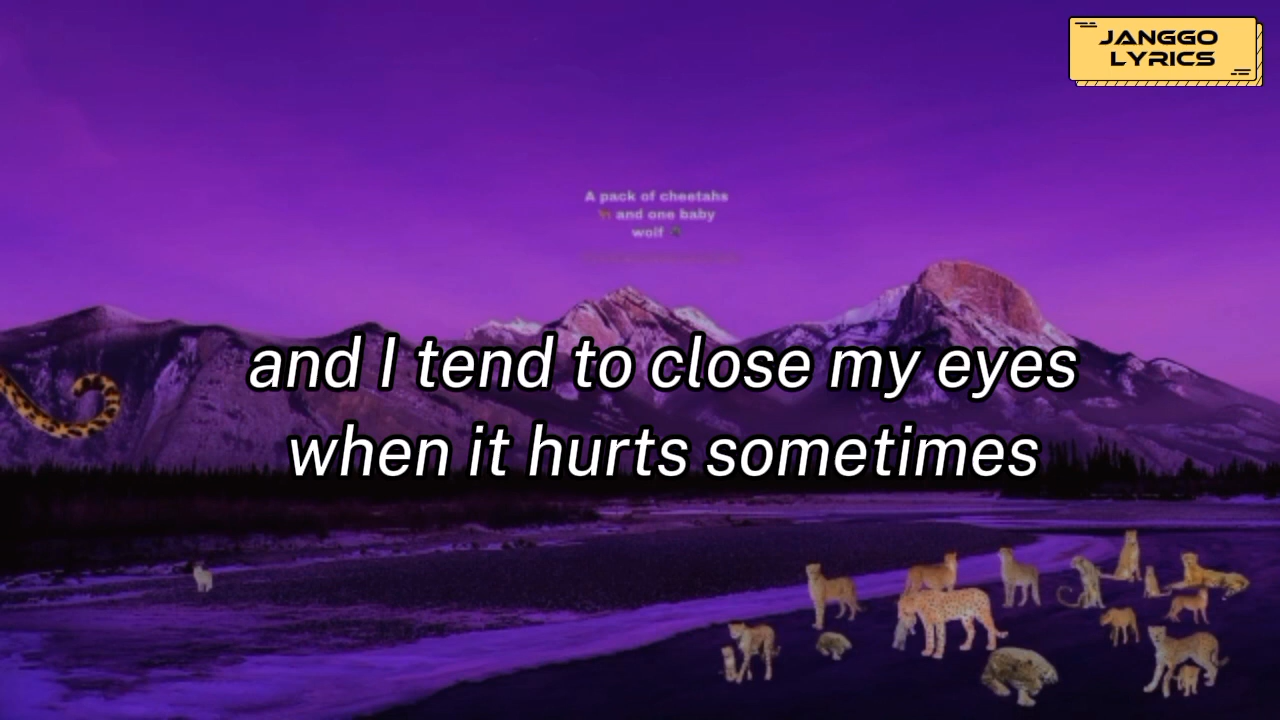 JANGGO
LYRICS
A pack of cheetahs
🐆 and one baby
wolf 🐺
and I tend to close my eyes
when it hurts sometimes